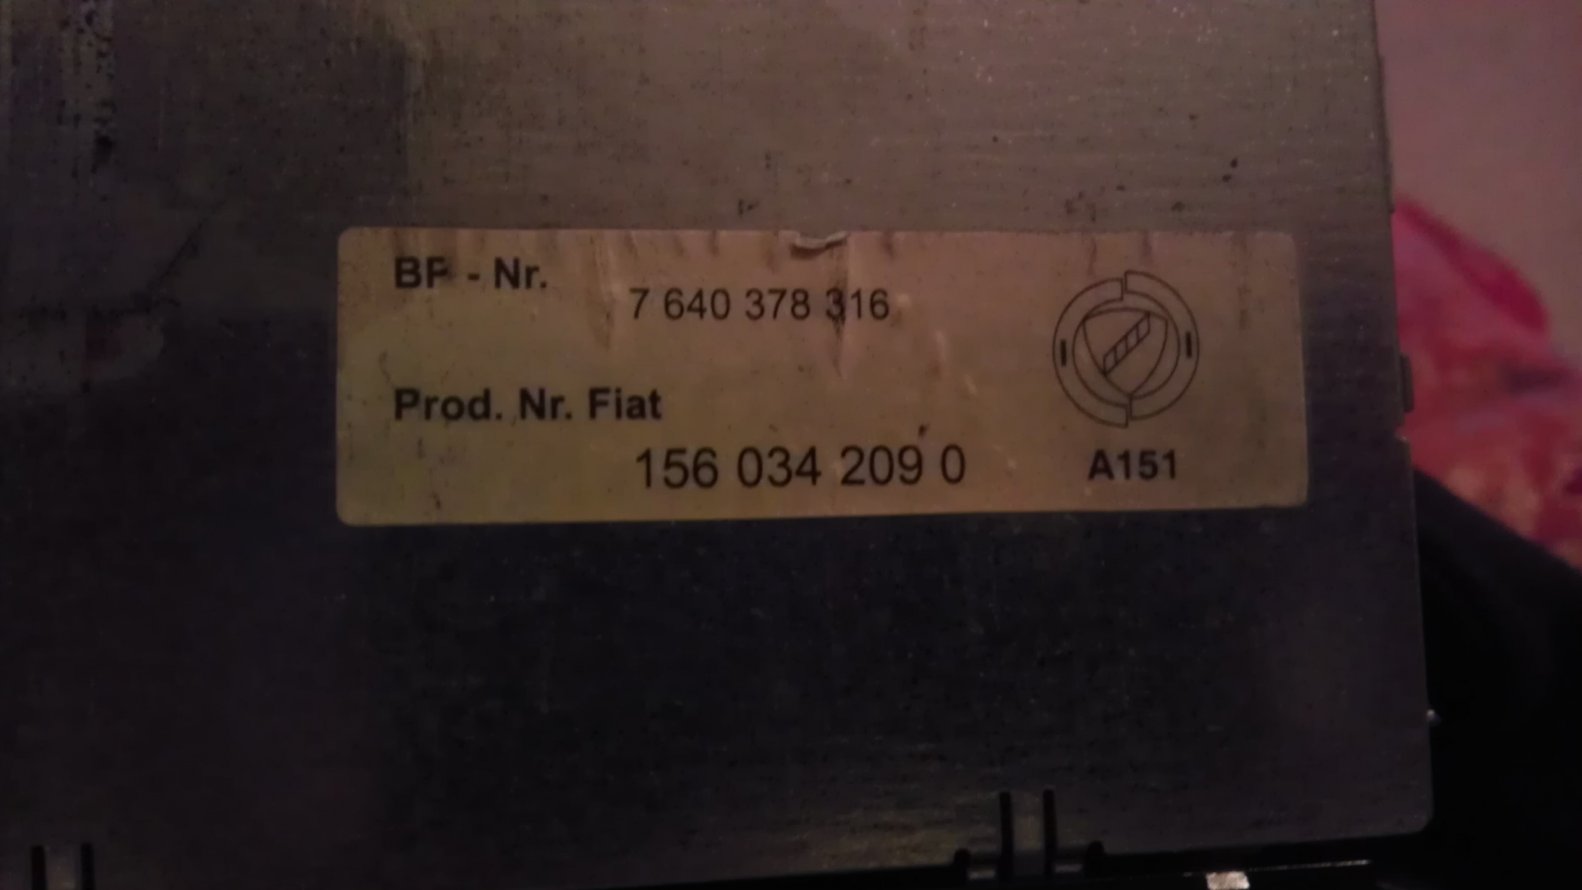 BP - Nr.
7 640 378 316
Prod. Nr. Fiat
156 034 209 0
A151